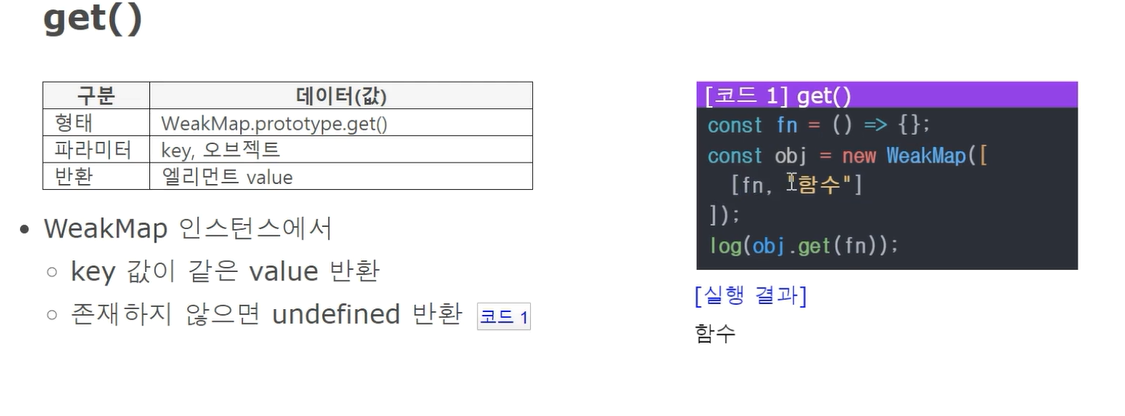 get()
구분 데이터(값)
형태 WeakMap.prototype.get()
파라미터 key, 오브젝트
반환 엘리먼트 value
• WeakMap 인스턴스에서
○ key 값이 같은 value 반환
○ 존재하지 않으면 undefined 반환 코드 1
[코드 1] get()
const fn = () => {};
const obj = new WeakMap([
[fn, "함수"]
]);
log(obj.get(fn));
[실행 결과]
함수